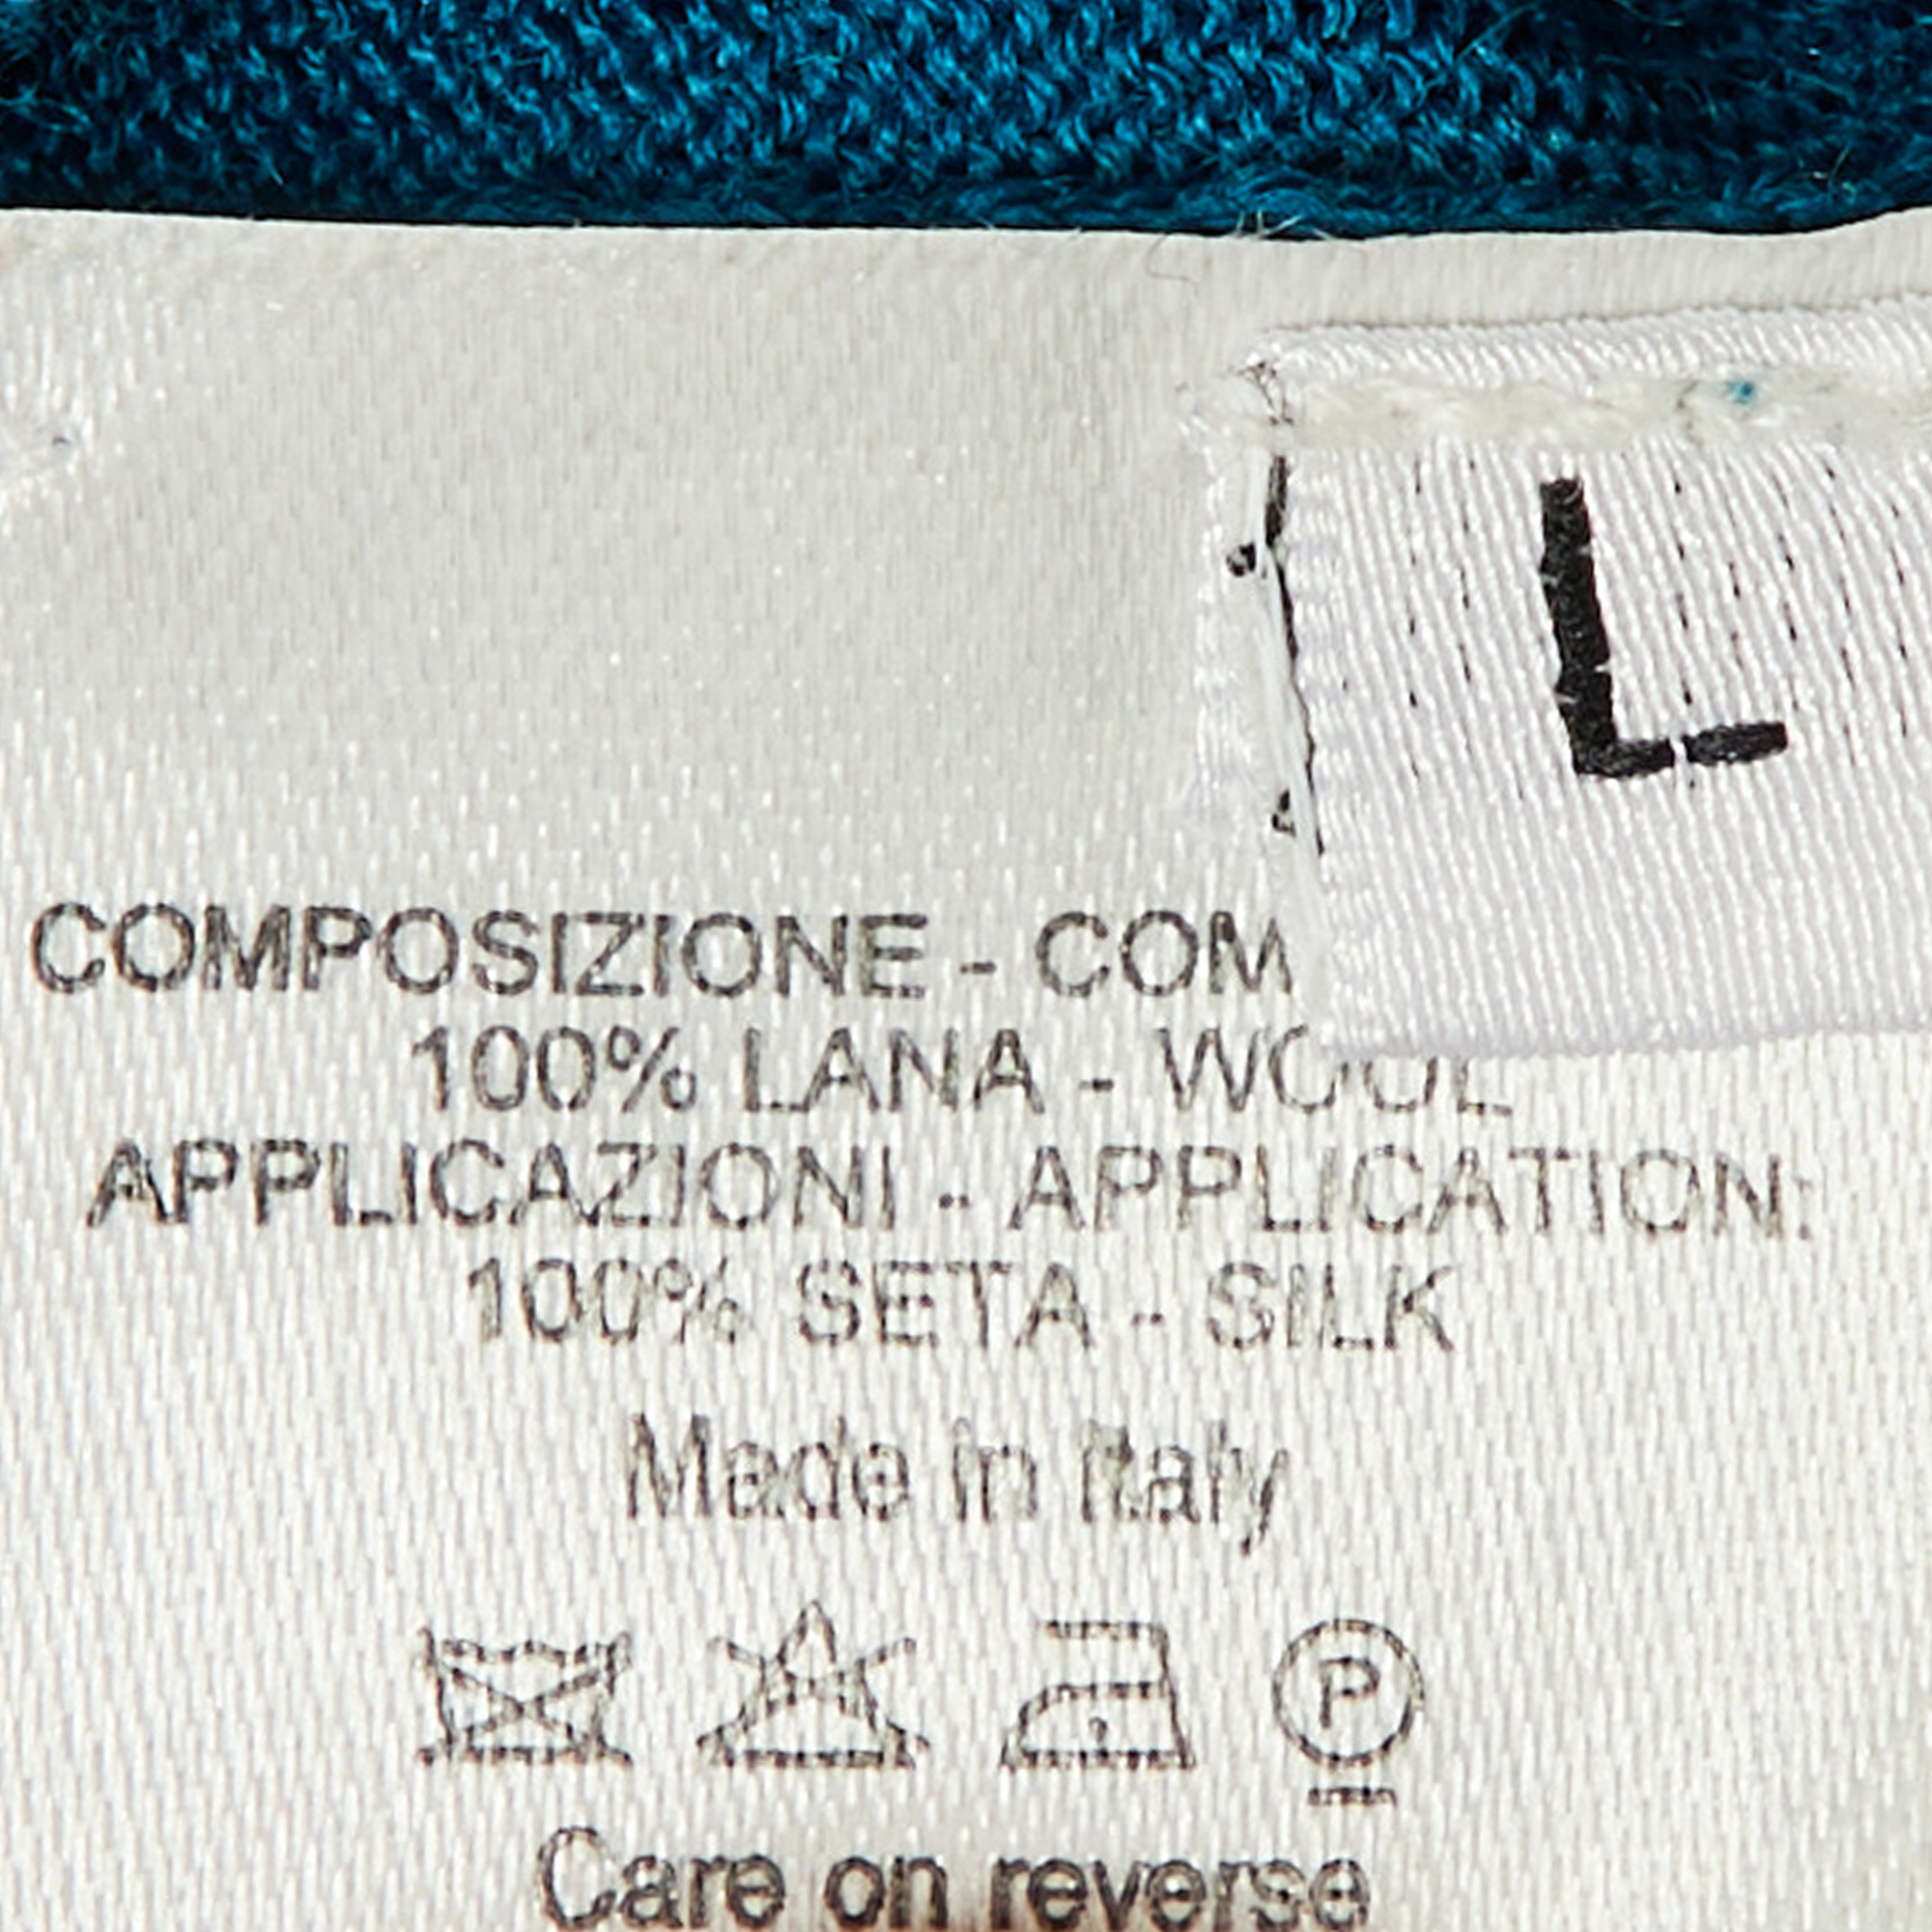 L
COMPOSIZIONE - COM
100% LANA - WOOL
APPLICAZIONI - APPLICATION:
100% SETA - SILK
Made in Italy
P
Care on reverse